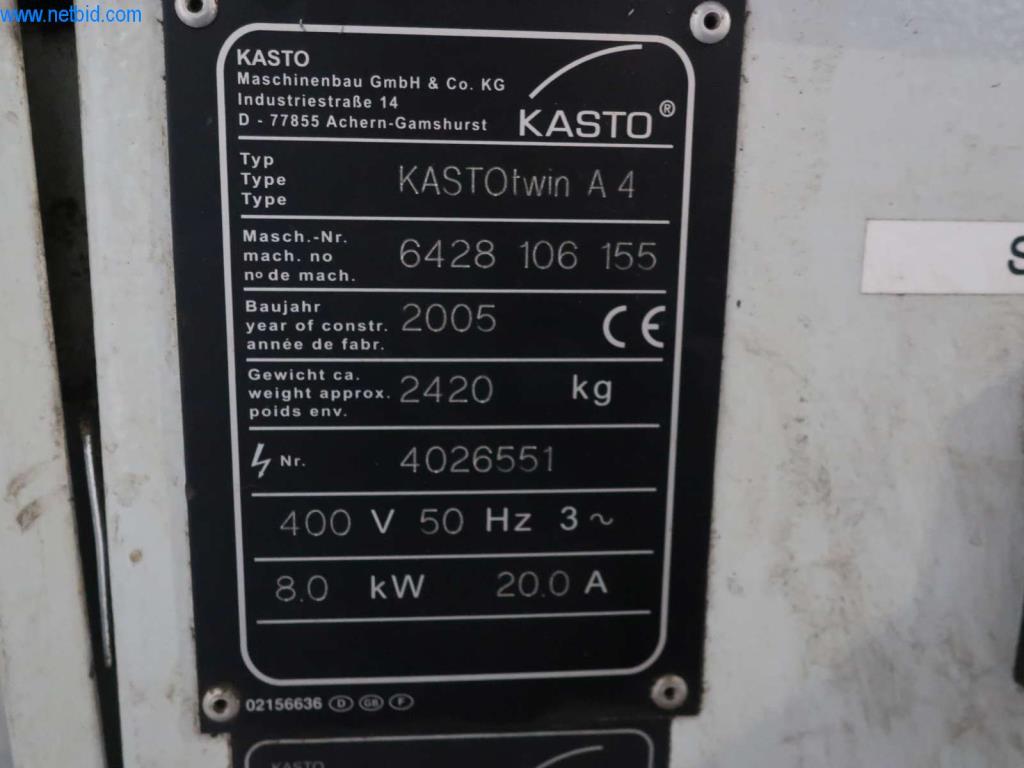 www.netbid.com
KASTO
Maschinenbau GmbH & Co. KG
Industriestraße 14
D - 77855 Achern-Gamshurst
KASTO®
Typ
Type
Type
KASTOtwin A 4
Masch.-Nr.
mach. no
nº de mach.
6428 106 155
Baujahr
year of constr.
année de fabr.
2005
CE
Gewicht ca.
weight approx.
poids env.
2420 kg
Nr. 4026551
400 V 50 Hz 3 ~
8.0 kW 20.0 A
02156636 D GB F
S
KASTO